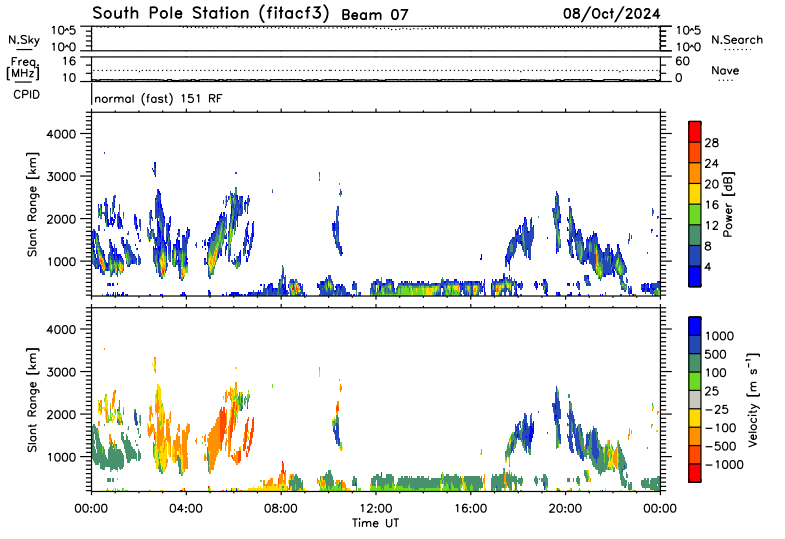 South Pole Station (fitacf3) Beam 07 08/Oct/2024
N.Sky 10^5 10^0 10^5 10^0 N.Search
Freq. [MHz] 16 10 60 0 Nave
CPID normal (fast) 151 RF
Slant Range [km] 4000 3000 2000 1000
28 24 20 16 12 8 4 Power [dB]
Slant Range [km] 4000 3000 2000 1000
1000 500 100 25 −25 −100 −500 −1000 Velocity [m s⁻¹]
00:00 04:00 08:00 12:00 16:00 20:00 00:00
Time UT